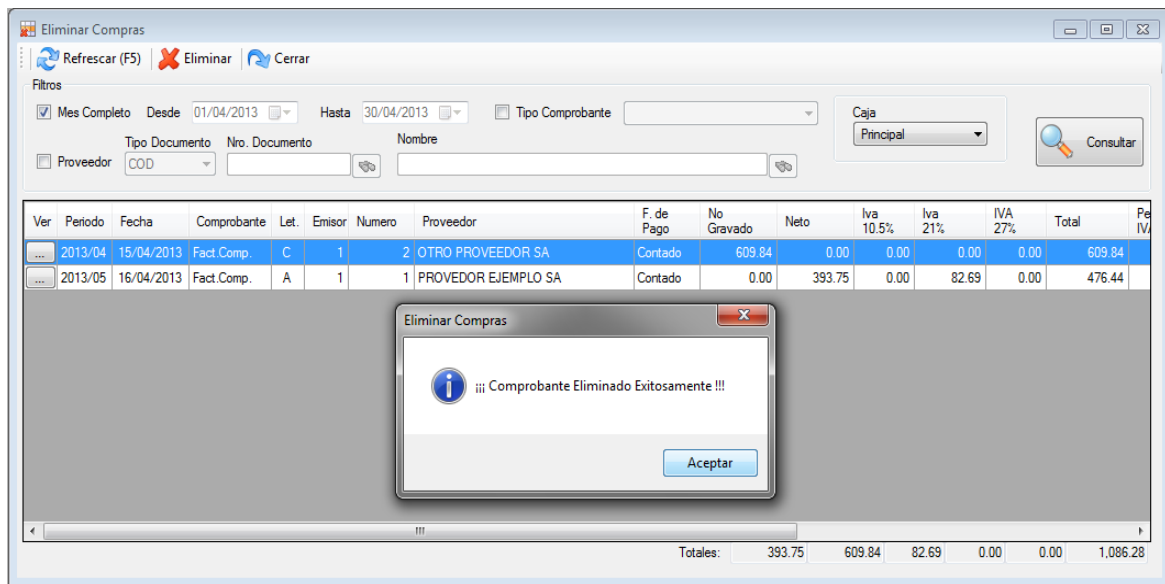 Eliminar Compras
Refrescar (F5) Eliminar Cerrar
Filtros
Mes Completo Desde 01/04/2013 Hasta 30/04/2013 Tipo Comprobante
Caja
Principal
Consultar
Tipo Documento Nro. Documento Nombre
Proveedor COD
Ver Periodo Fecha Comprobante Let. Emisor Numero Proveedor F. de Pago No Gravado Neto Iva 10.5% Iva 21% IVA 27% Total Pe IV
... 2013/04 15/04/2013 Fact.Comp. C 1 2 OTRO PROVEEDOR SA Contado 609.84 0.00 0.00 0.00 0.00 609.84
... 2013/05 16/04/2013 Fact.Comp. A 1 1 PROVEDOR EJEMPLO SA Contado 0.00 393.75 0.00 82.69 0.00 476.44
Eliminar Compras
¡¡¡ Comprobante Eliminado Exitosamente !!!
Aceptar
Totales: 393.75 609.84 82.69 0.00 0.00 1,086.28